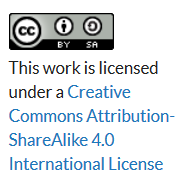 cc
BY SA
This work is licensed
under a Creative
Commons Attribution-
ShareAlike 4.0
International License